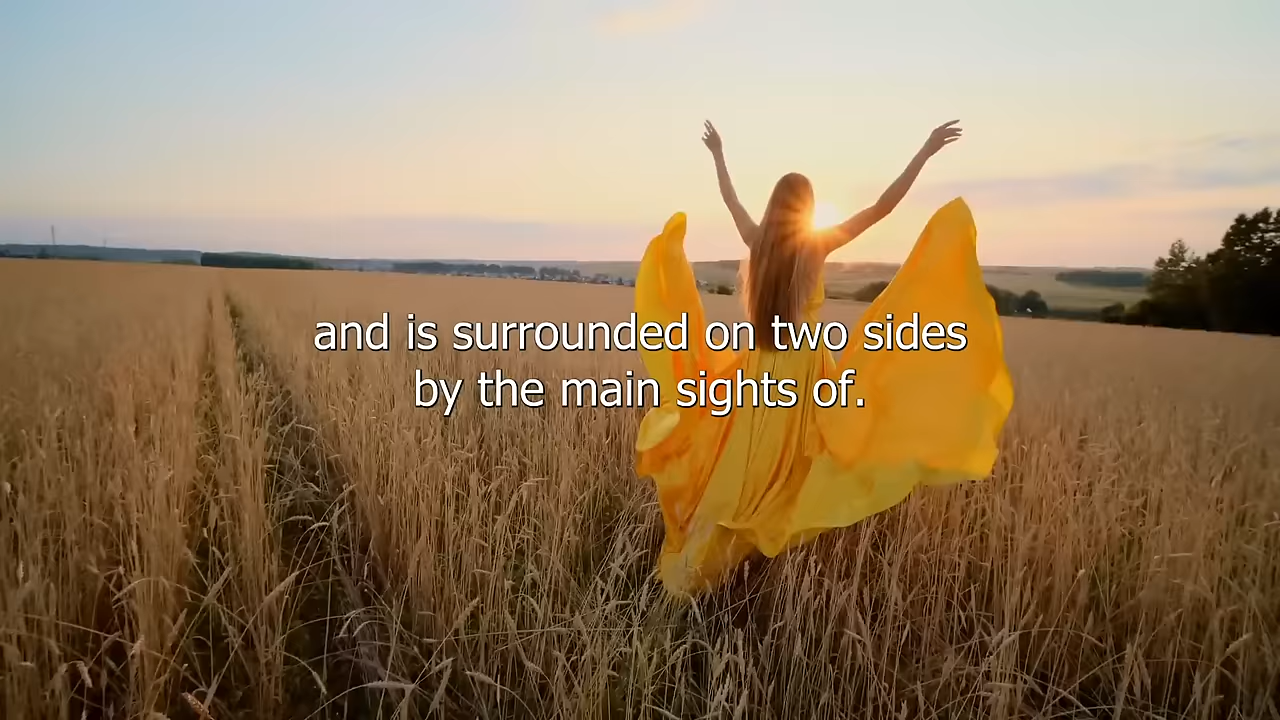 and is surrounded on two sides
by the main sights of.